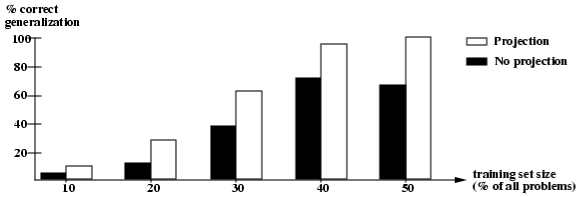 % correct
generalization
100
80
60
40
20
10 20 30 40 50
Projection
No projection
training set size
(% of all problems)